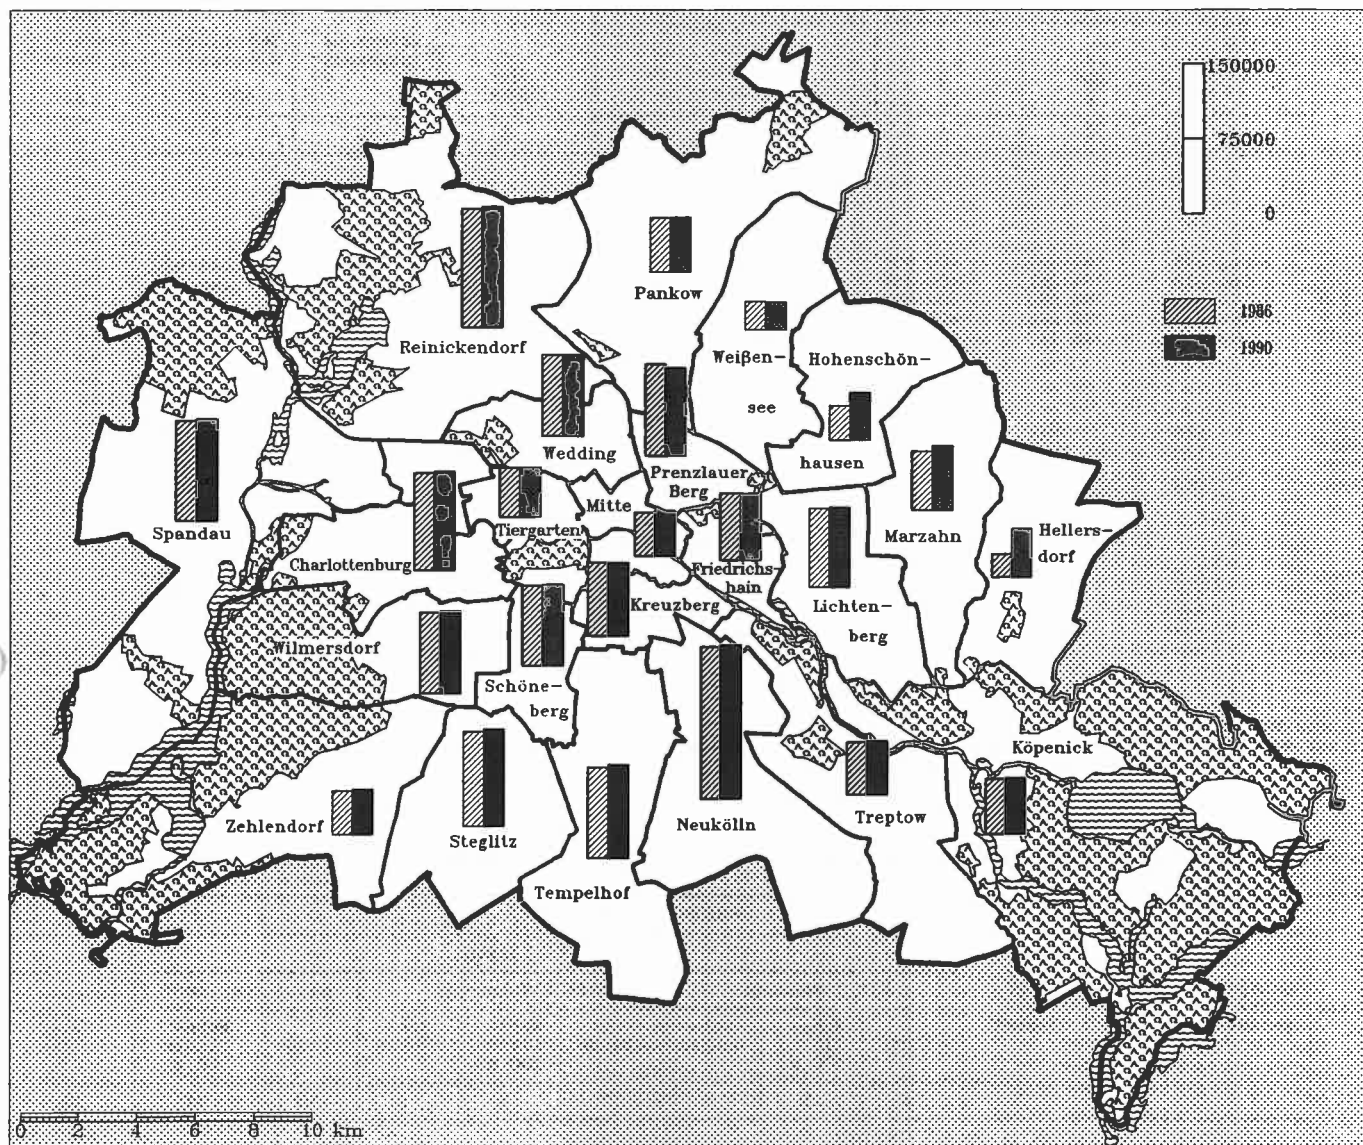 150000
75000
0
1986
1990
Pankow
Reinickendorf
Weißen-
see
Hohenschön-
hausen
Wedding
Prenzlauer
Berg
Spandau
Mitte
Tiergarten
Charlottenburg
Marzahn
Hellers-
dorf
Friedrichs-
hain
Kreuzberg
Lichten-
berg
Wilmersdorf
Schöne-
berg
Köpenick
Zehlendorf
Steglitz
Neukölln
Treptow
Tempelhof
0 2 4 6 8 10 km